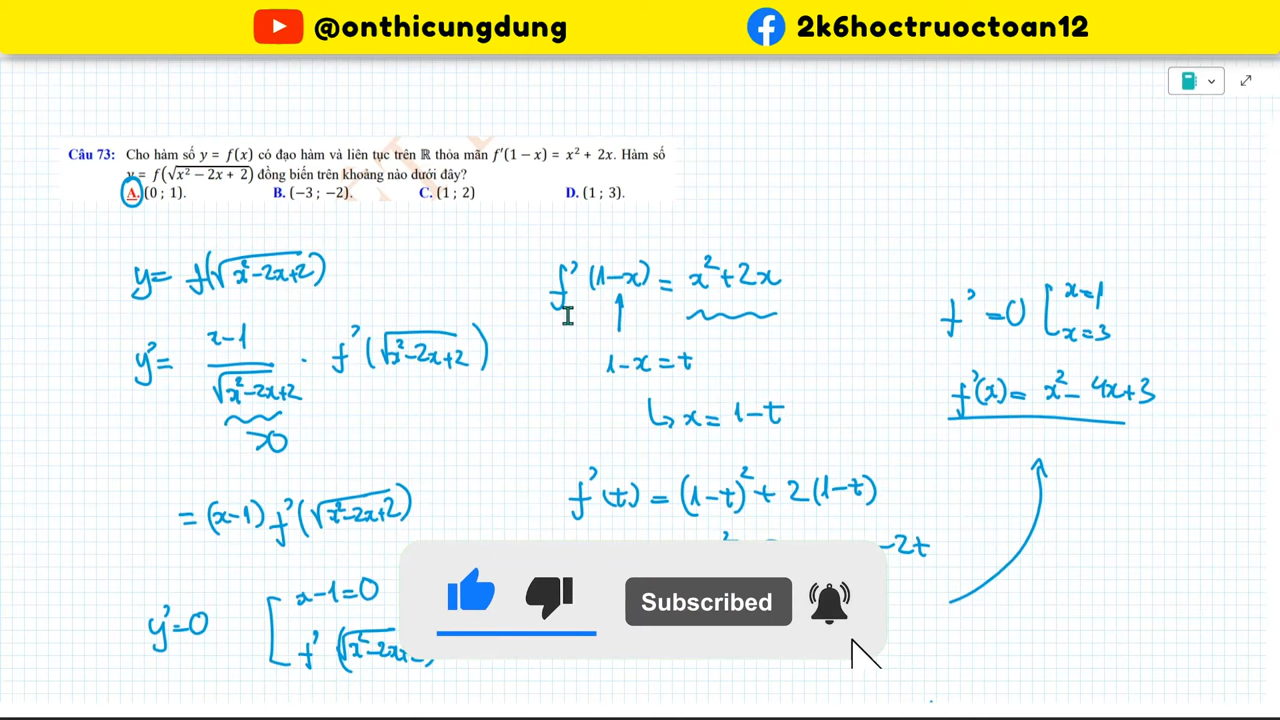 @onthicungdung
2k6hoctruoctoan12
Câu 73: Cho hàm số y = f(x) có đạo hàm và liên tục trên ℝ thỏa mãn f'(1 − x) = x² + 2x. Hàm số
y = f(√(x² − 2x + 2)) đồng biến trên khoảng nào dưới đây?
A. (0 ; 1). B. (−3 ; −2). C. (1 ; 2) D. (1 ; 3).
y = f(√(x²-2x+2))
y' = (x-1)/√(x²-2x+2) · f'(√(x²-2x+2))
>0
= (x-1) f'(√(x²-2x+2))
y'=0 [ x-1=0
f'(√(x²-2x+
f'(1-x) = x²+2x
1-x = t
↳ x = 1-t
f'(t) = (1-t)² + 2(1-t)
-2t
f' =0 [ x=1
x=3
f'(x) = x² - 4x+3
Subscribed